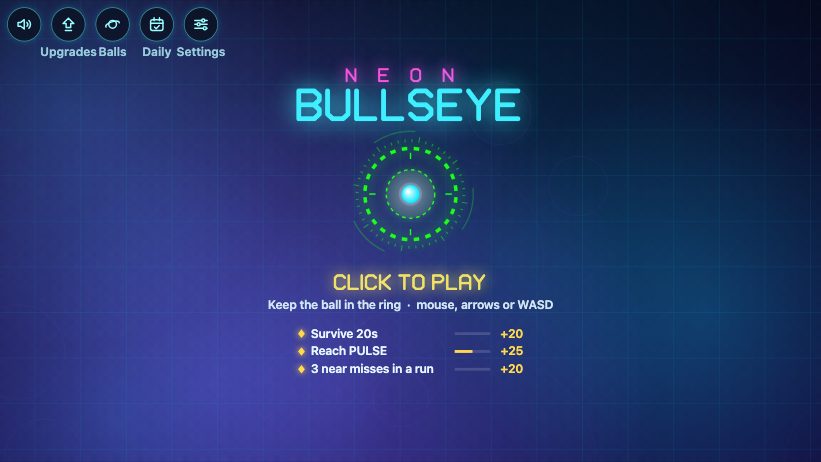 Upgrades Balls Daily Settings
NEON
BULLSEYE
CLICK TO PLAY
Keep the ball in the ring · mouse, arrows or WASD
Survive 20s +20
Reach PULSE +25
3 near misses in a run +20